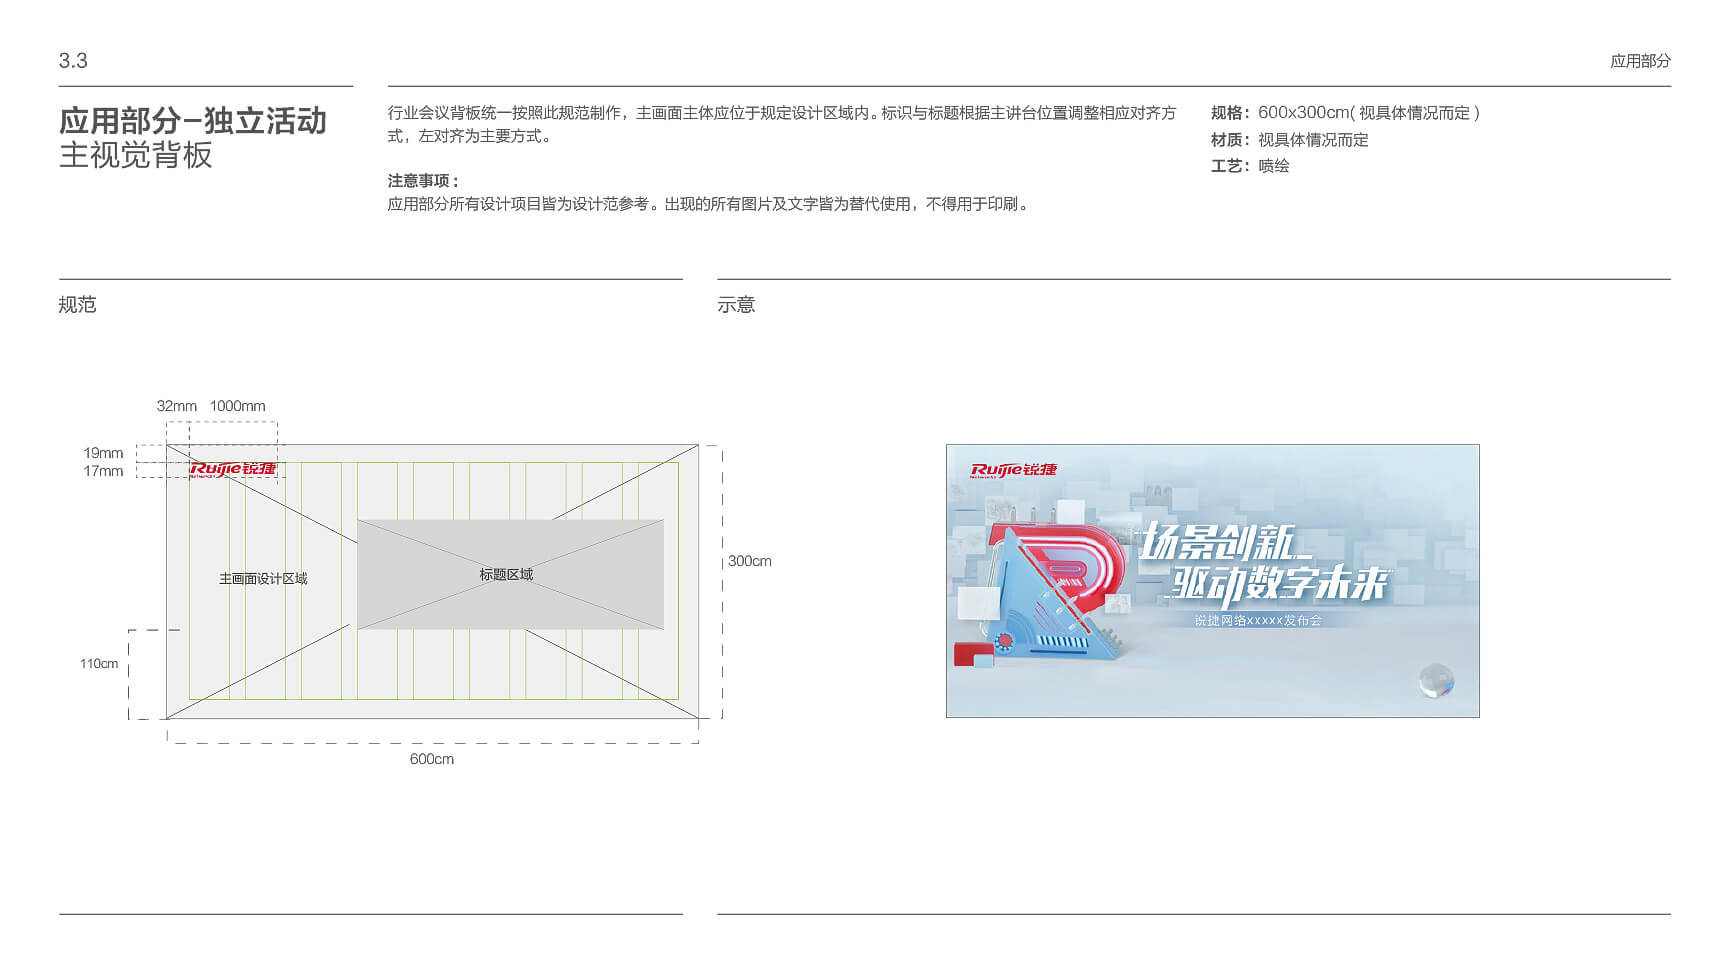 3.3
应用部分
应用部分–独立活动
主视觉背板
行业会议背板统一按照此规范制作，主画面主体应位于规定设计区域内。标识与标题根据主讲台位置调整相应对齐方
式，左对齐为主要方式。
注意事项：
应用部分所有设计项目皆为设计范参考。出现的所有图片及文字皆为替代使用，不得用于印刷。
规格：600x300cm( 视具体情况而定 )
材质：视具体情况而定
工艺：喷绘
规范
示意
32mm 1000mm
19mm
17mm
Ruijie锐捷
Networks
主画面设计区域
标题区域
300cm
110cm
600cm
Ruijie锐捷
Networks
场景创新
驱动数字未来
锐捷网络xxxxx发布会